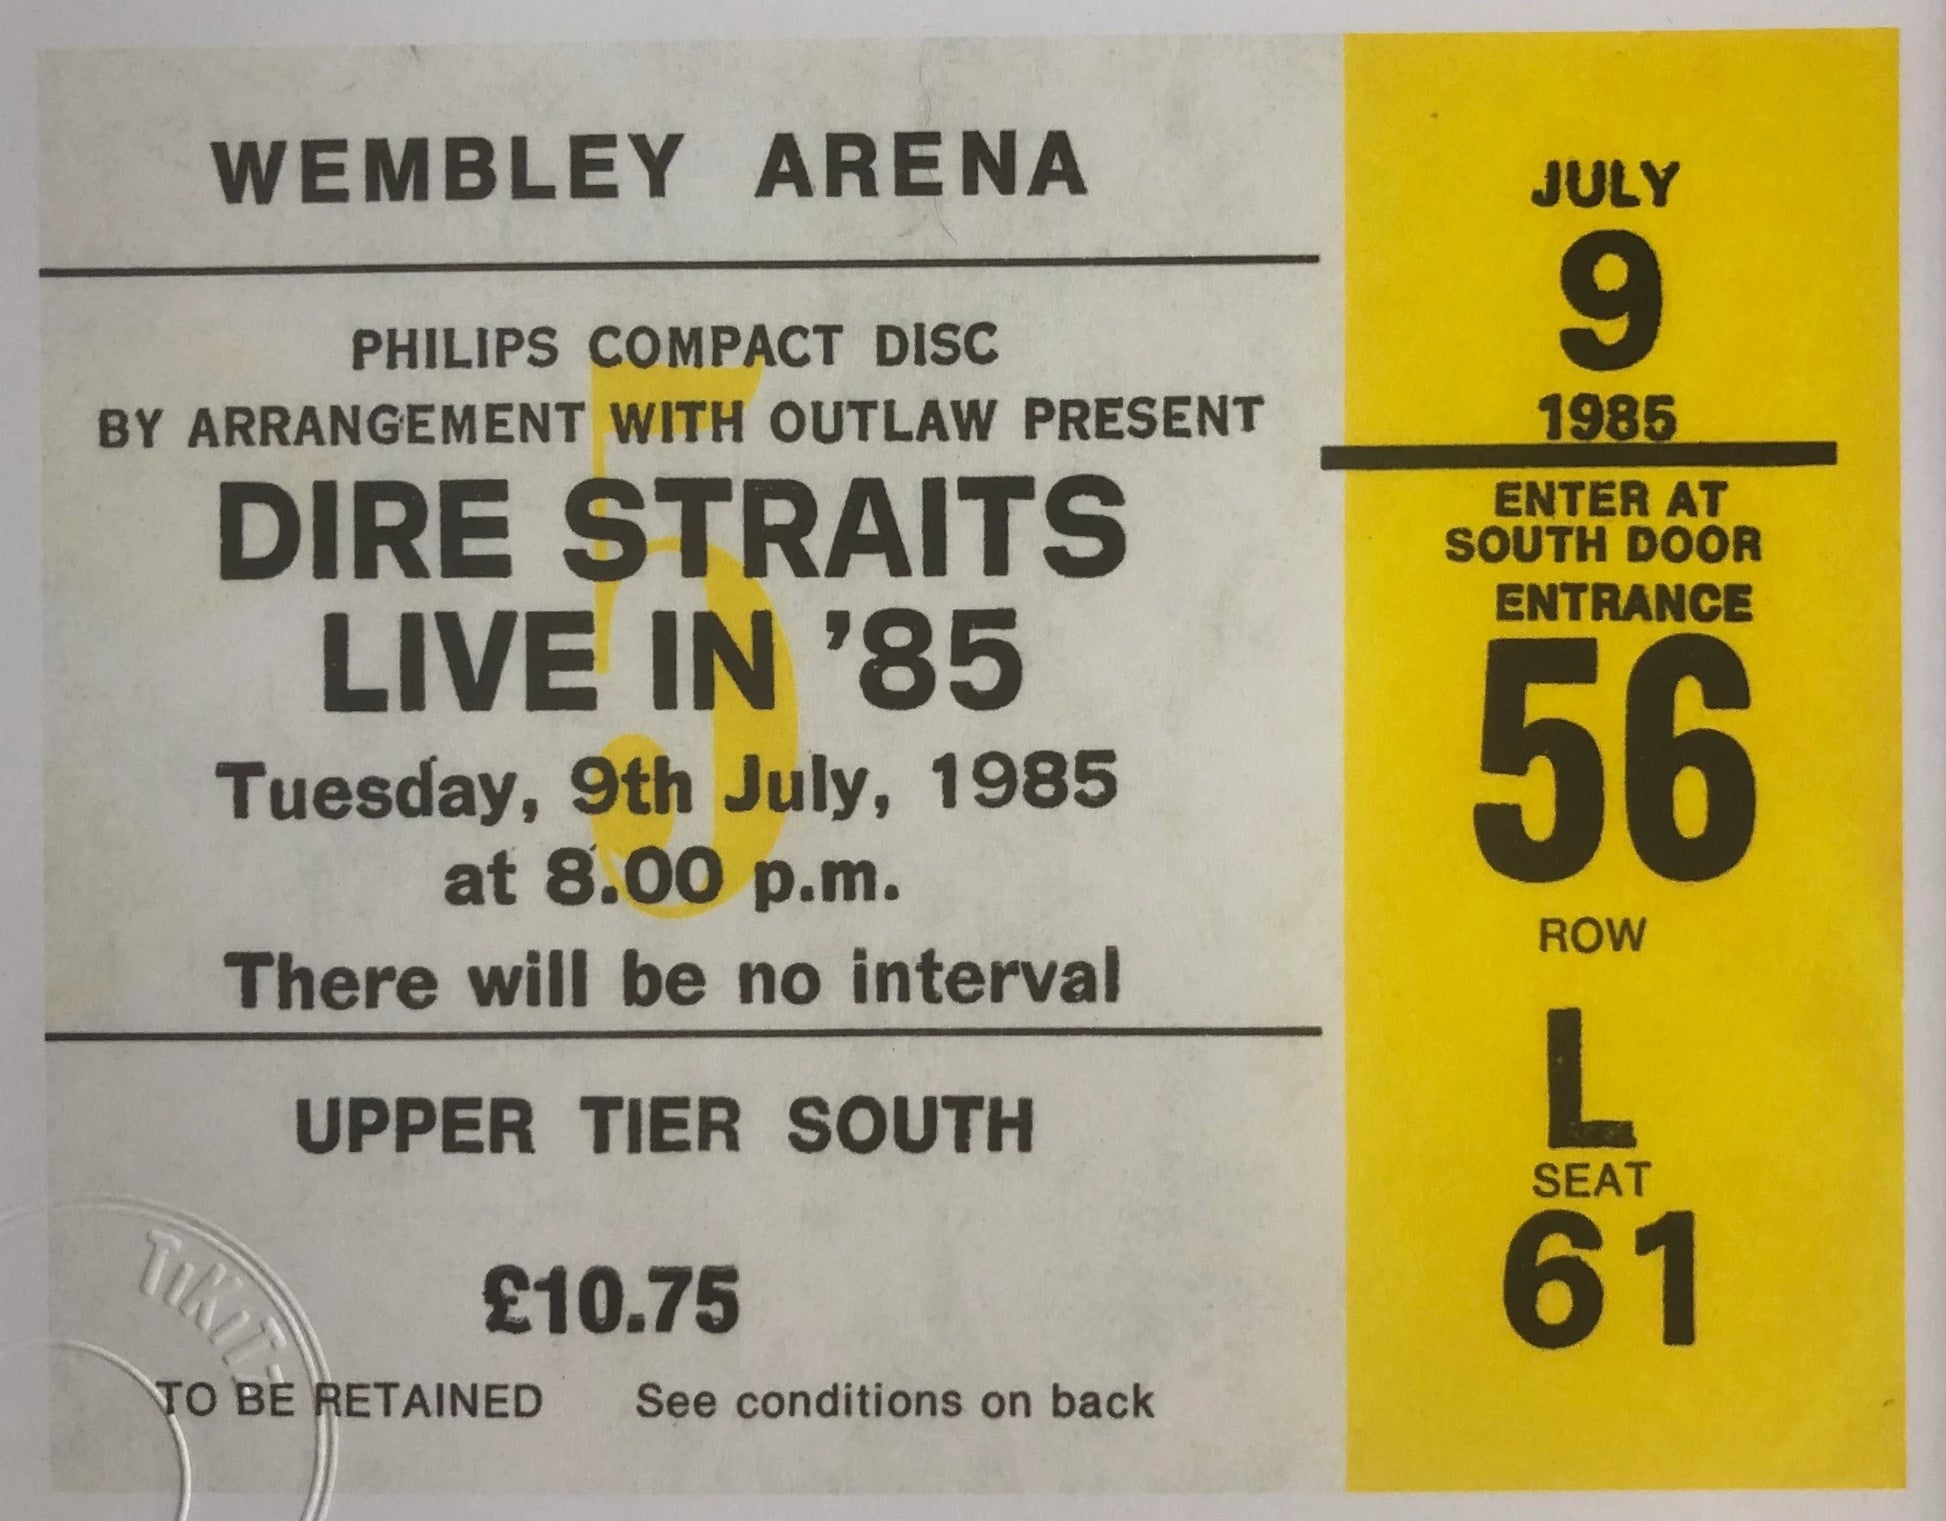 WEMBLEY ARENA
PHILIPS COMPACT DISC
BY ARRANGEMENT WITH OUTLAW PRESENT
DIRE STRAITS
LIVE IN '85
5
Tuesday, 9th July, 1985
at 8.00 p.m.
There will be no interval
UPPER TIER SOUTH
£10.75
TO BE RETAINED See conditions on back
TIKIT-
JULY
9
1985
ENTER AT
SOUTH DOOR
ENTRANCE
56
ROW
L
SEAT
61